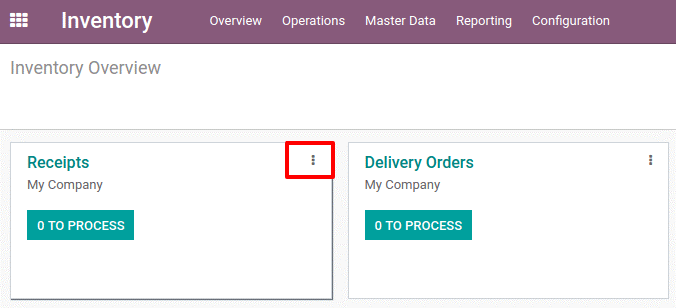 Inventory Overview Operations Master Data Reporting Configuration
Inventory Overview
Receipts
My Company
0 TO PROCESS
Delivery Orders
My Company
0 TO PROCESS